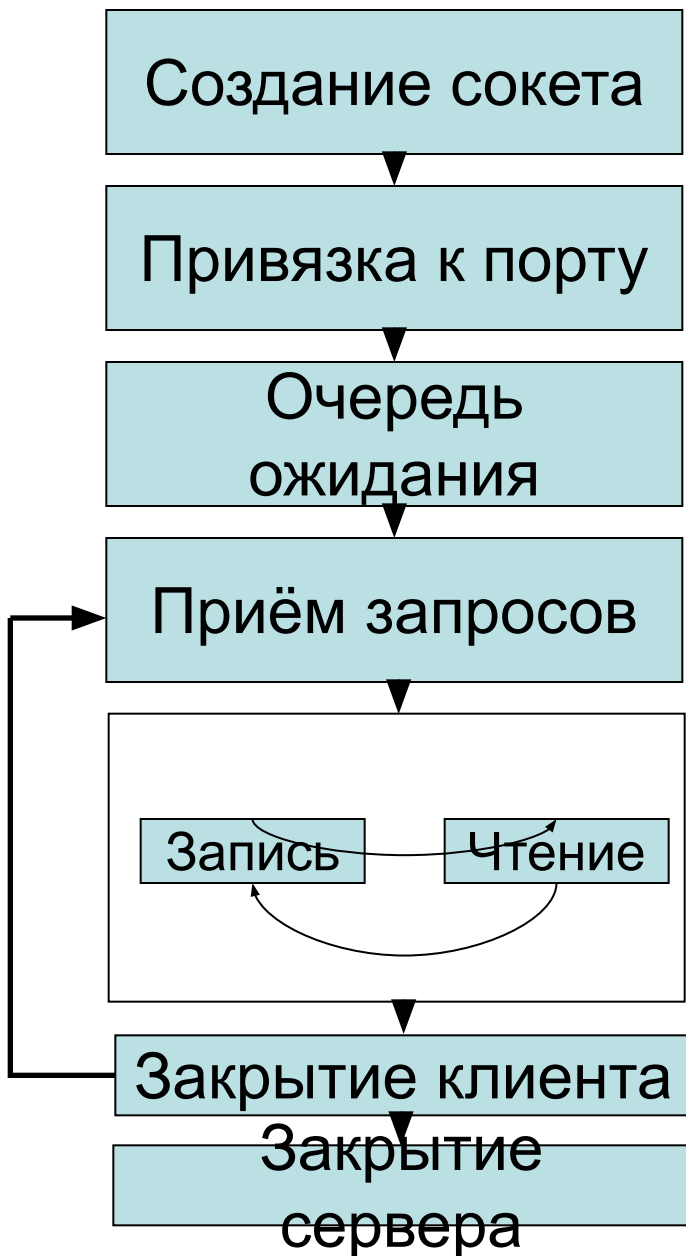 Создание сокета
Привязка к порту
Очередь
ожидания
Приём запросов
Запись
Чтение
Закрытие клиента
Закрытие
сервера